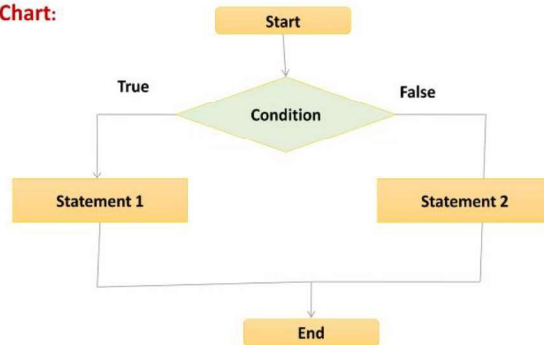 Chart:
Start
True
False
Condition
Statement 1
Statement 2
End